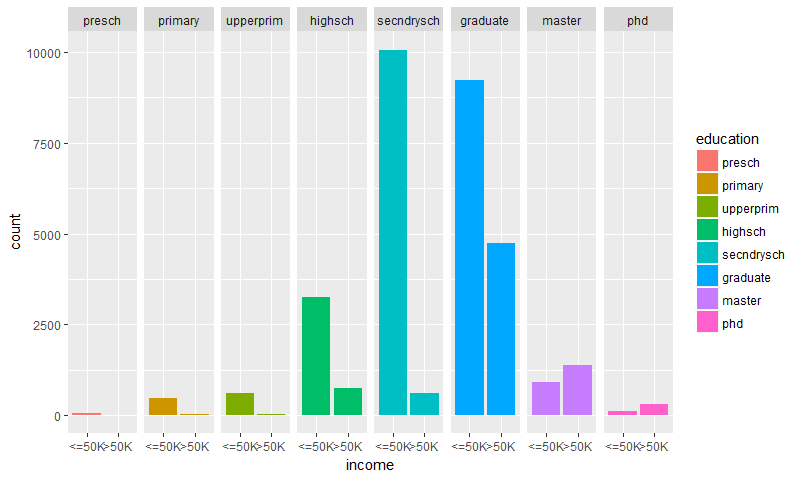 presch primary upperprim highsch secndrysch graduate master phd
10000
7500
5000
2500
0
count
<=50K >50K <=50K >50K <=50K >50K <=50K >50K <=50K >50K <=50K >50K <=50K >50K <=50K >50K
income
education
presch
primary
upperprim
highsch
secndrysch
graduate
master
phd